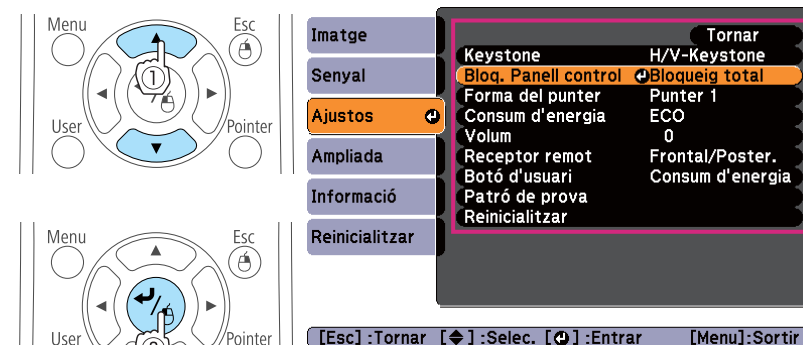 Menu
Esc
①
User
Pointer
Menu
Esc
User
Pointer
Imatge
Senyal
Ajustos
Ampliada
Informació
Reinicialitzar
Tornar
Keystone H/V-Keystone
Bloq. Panell control Bloqueig total
Forma del punter Punter 1
Consum d'energia ECO
Volum 0
Receptor remot Frontal/Poster.
Botó d'usuari Consum d'energia
Patró de prova
Reinicialitzar
[Esc] :Tornar [◆] :Selec. [⏎] :Entrar [Menu]:Sortir